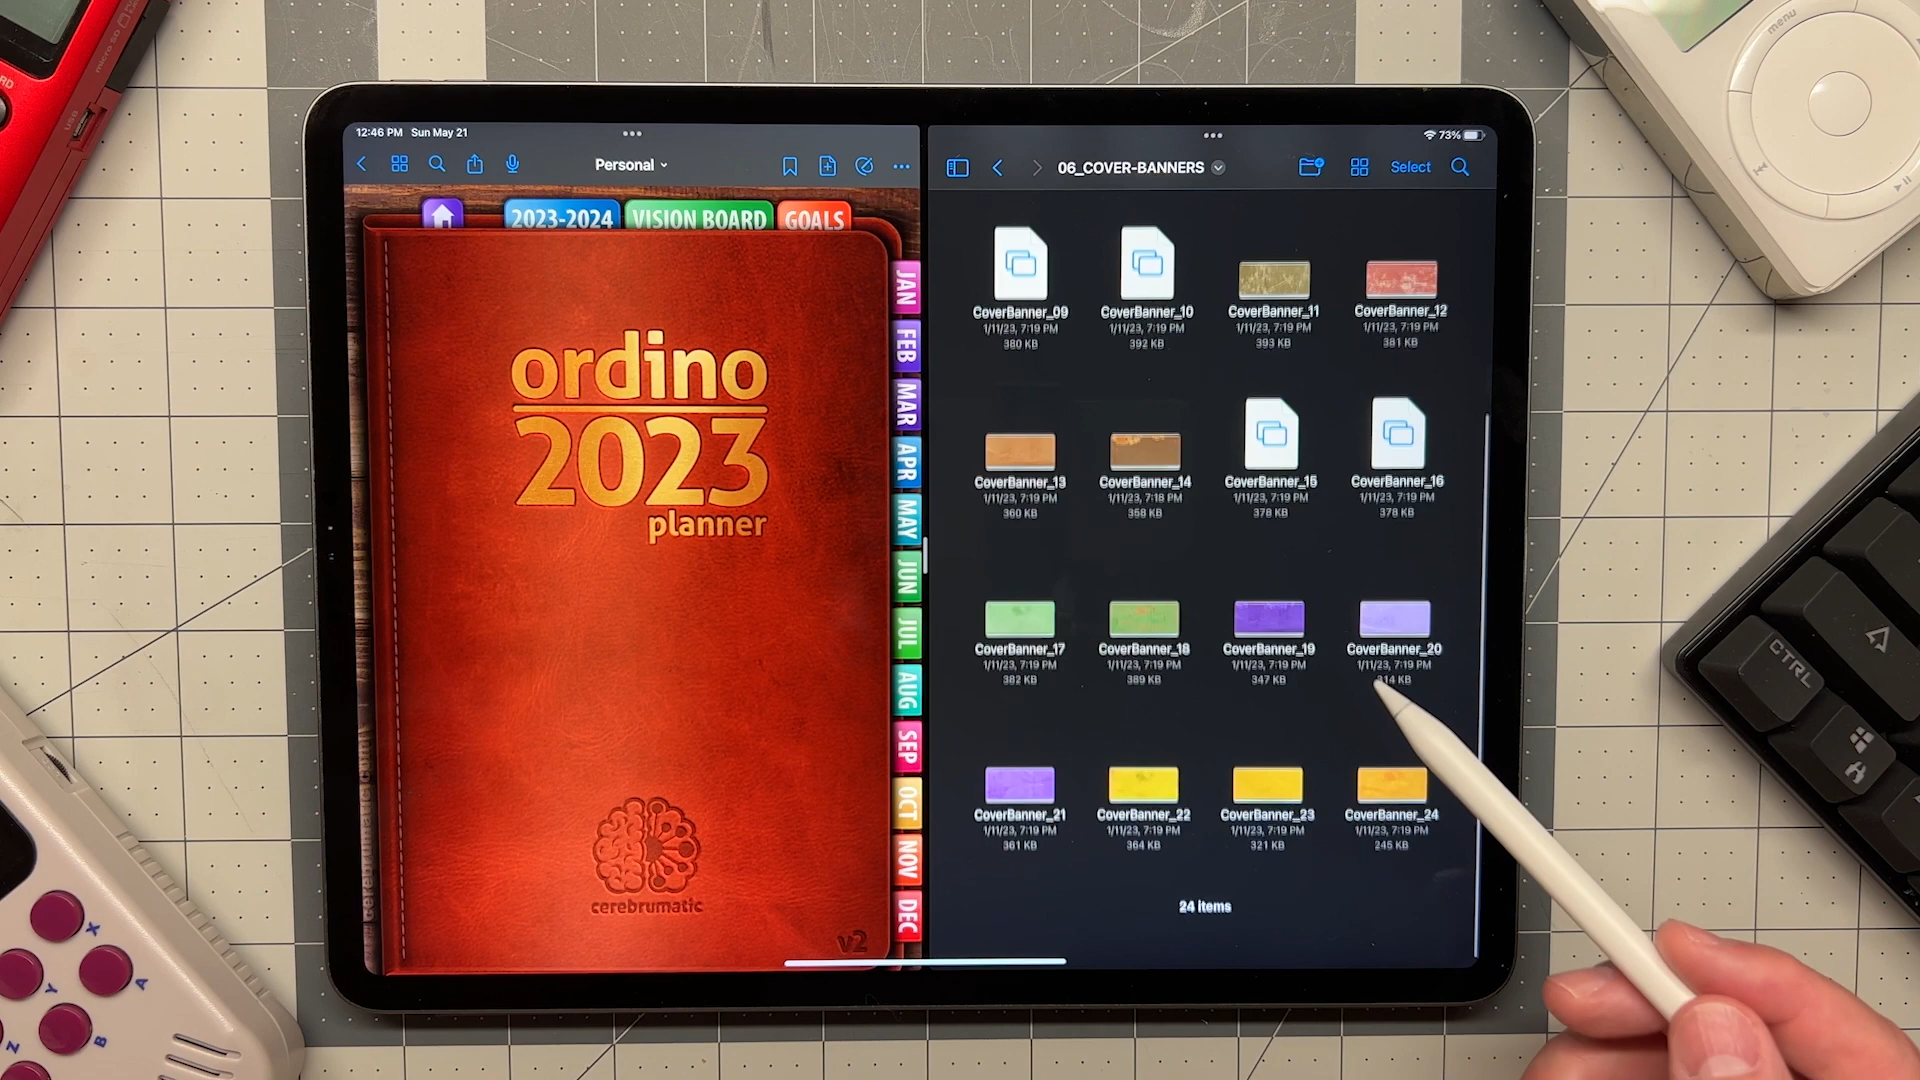 12:46 PM Sun May 21
Personal
2023-2024
VISION BOARD
GOALS
ordino
2023
planner
cerebrumatic
v2
JAN
FEB
MAR
APR
MAY
JUN
JUL
AUG
SEP
OCT
NOV
DEC
73%
06_COVER-BANNERS
Select
CoverBanner_09 CoverBanner_10 CoverBanner_11 CoverBanner_12
1/11/23, 7:19 PM 1/11/23, 7:19 PM 1/11/23, 7:19 PM 1/11/23, 7:19 PM
380 KB 392 KB 393 KB 381 KB
CoverBanner_13 CoverBanner_14 CoverBanner_15 CoverBanner_16
1/11/23, 7:19 PM 1/11/23, 7:18 PM 1/11/23, 7:19 PM 1/11/23, 7:19 PM
360 KB 358 KB 378 KB 378 KB
CoverBanner_17 CoverBanner_18 CoverBanner_19 CoverBanner_20
1/11/23, 7:19 PM 1/11/23, 7:19 PM 1/11/23, 7:19 PM 1/11/23, 7:19 PM
382 KB 389 KB 347 KB 314 KB
CoverBanner_21 CoverBanner_22 CoverBanner_23 CoverBanner_24
1/11/23, 7:19 PM 1/11/23, 7:19 PM 1/11/23, 7:19 PM 1/11/23, 7:19 PM
361 KB 364 KB 321 KB 245 KB
24 items
menu
CTRL
micro SD
USB
X
Y
A
Z
B